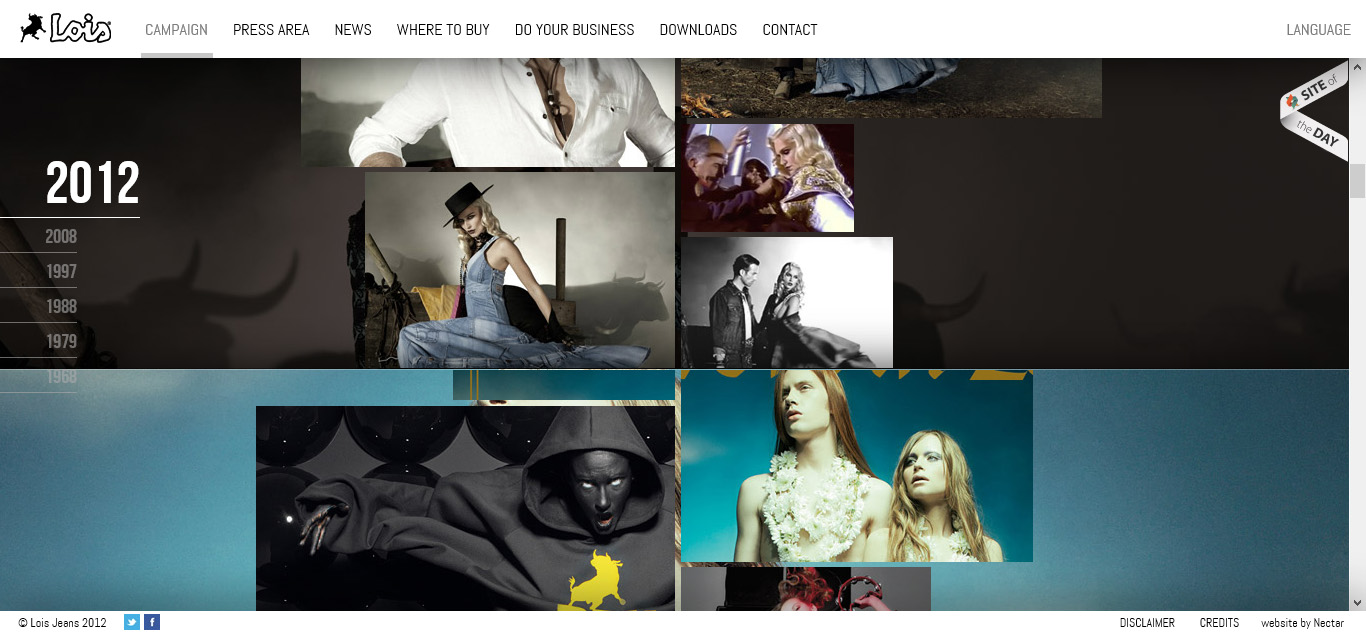 Lois CAMPAIGN PRESS AREA NEWS WHERE TO BUY DO YOUR BUSINESS DOWNLOADS CONTACT LANGUAGE
SITE of
the DAY
2012
2008
1997
1988
1979
1968
© Lois Jeans 2012 DISCLAIMER CREDITS website by Nectar